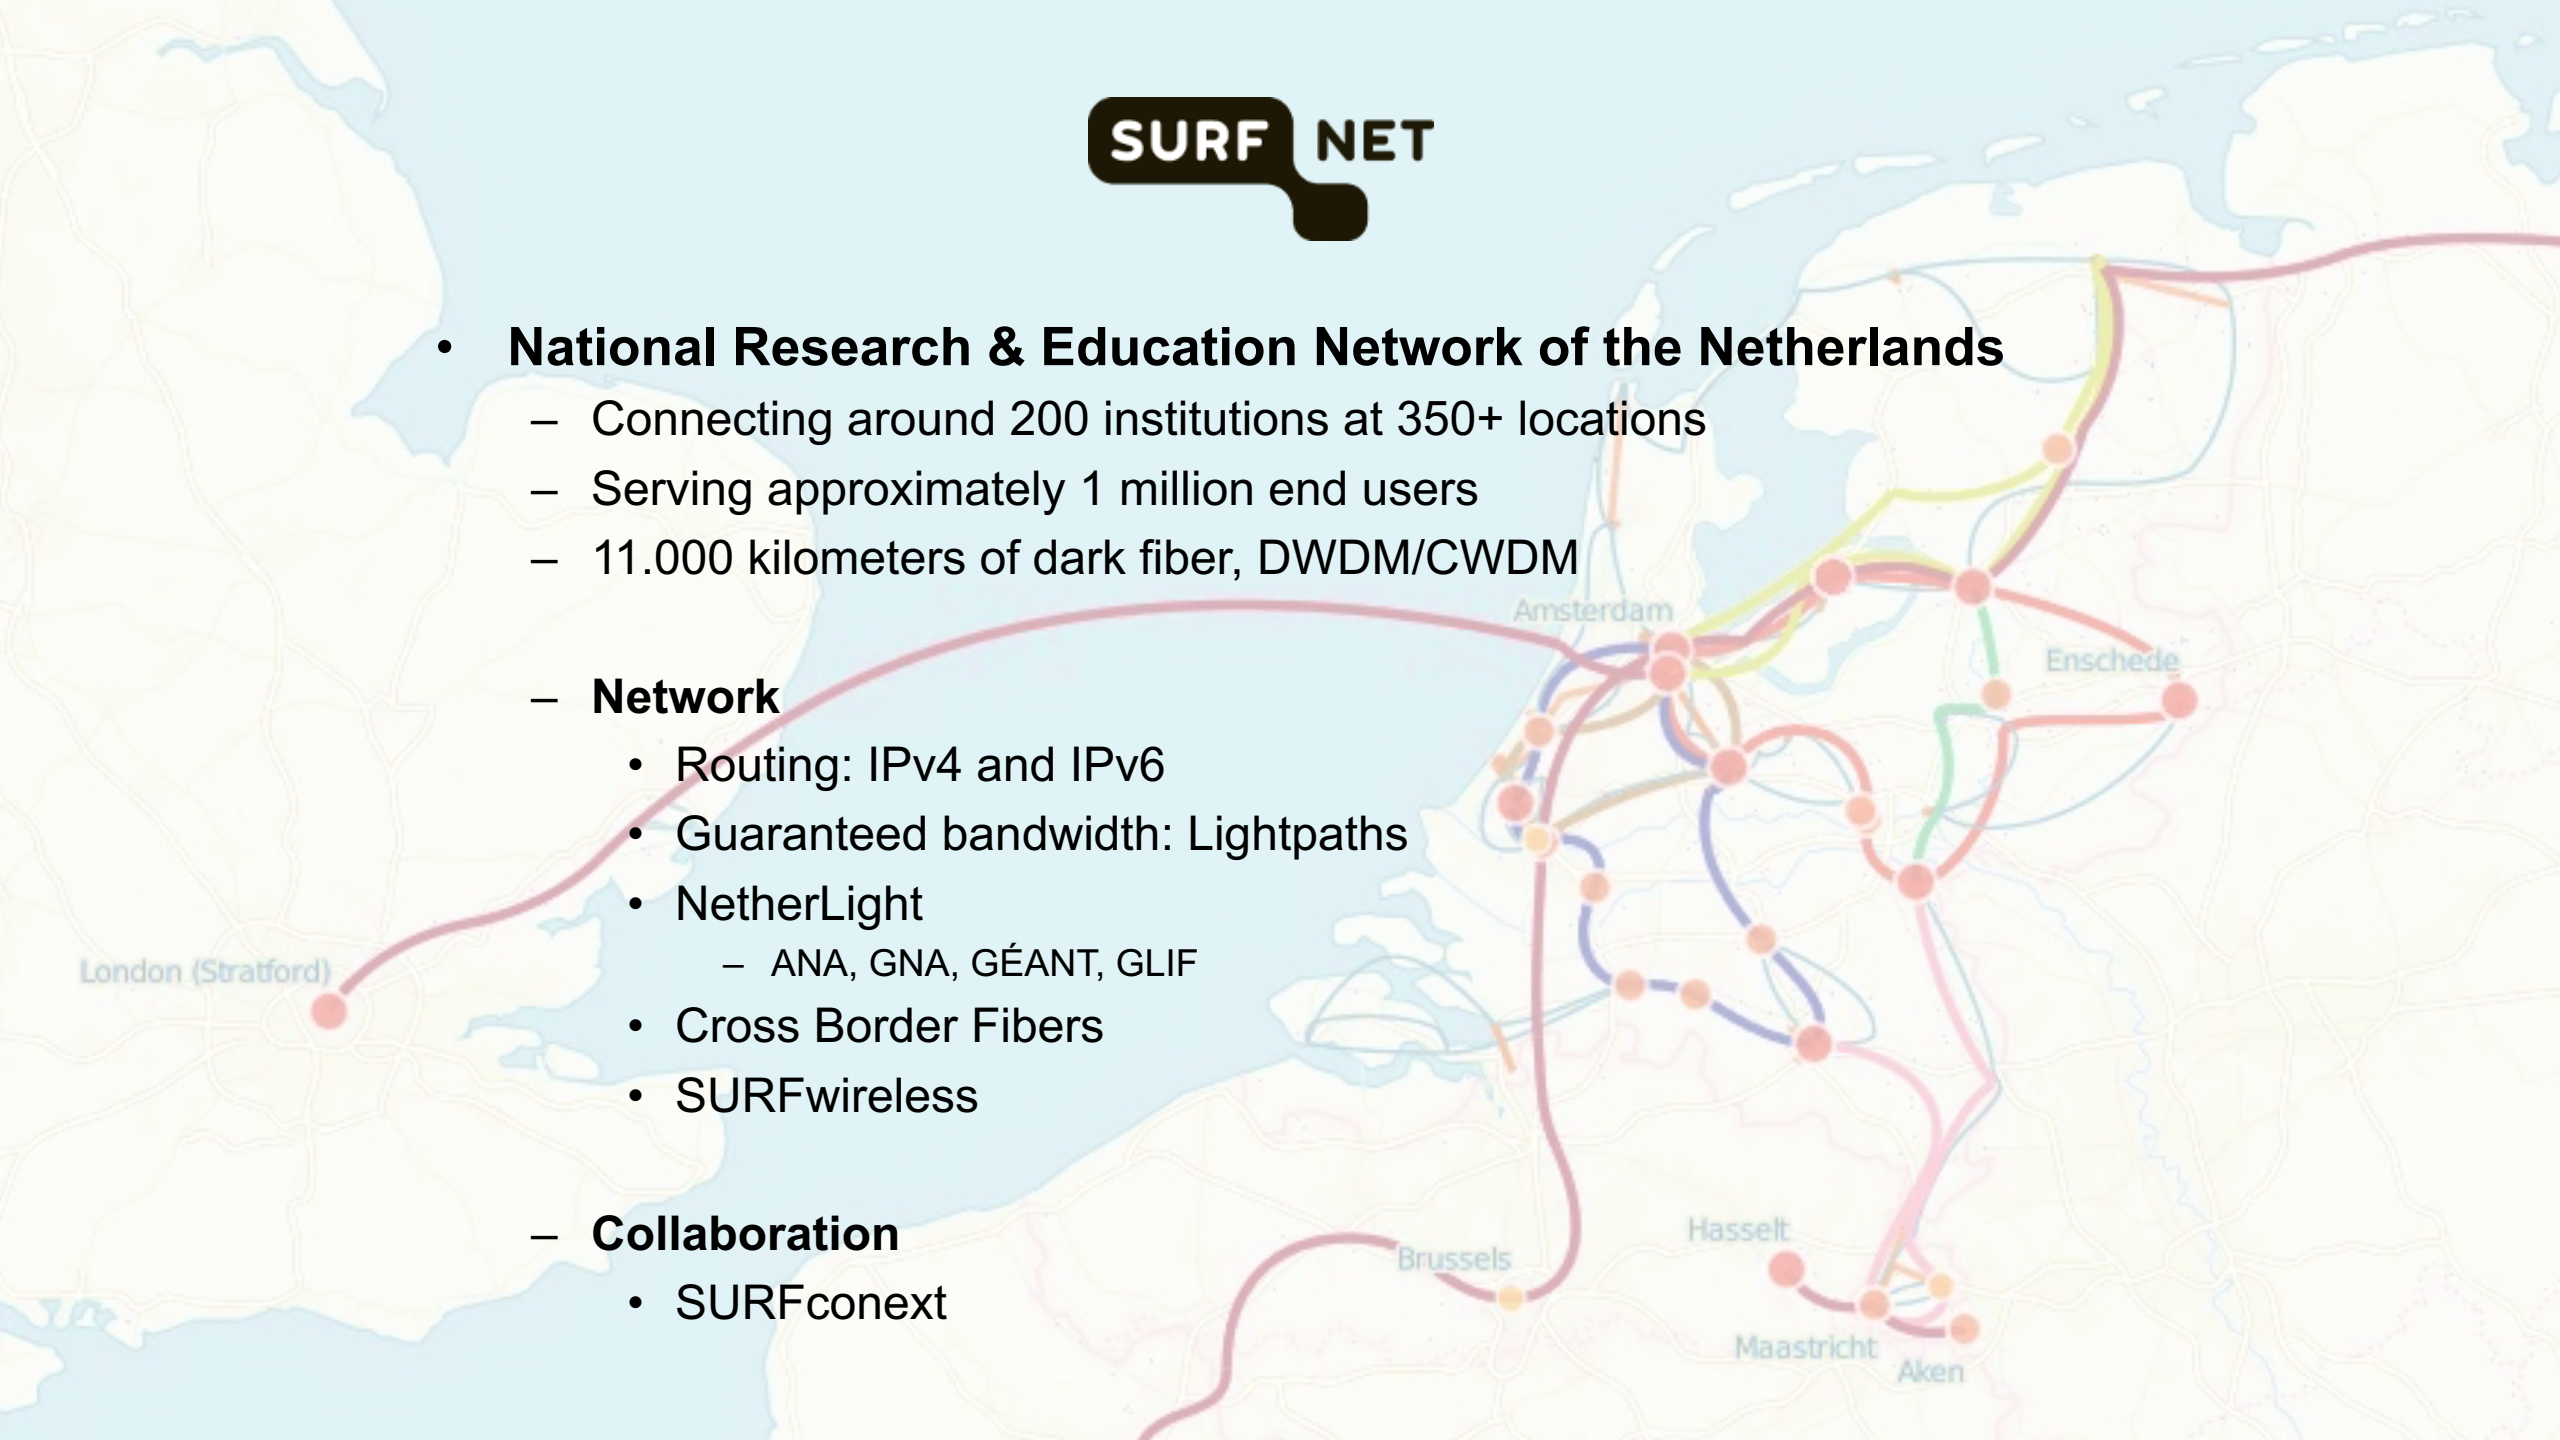 SURF NET
• National Research & Education Network of the Netherlands
– Connecting around 200 institutions at 350+ locations
– Serving approximately 1 million end users
– 11.000 kilometers of dark fiber, DWDM/CWDM
Amsterdam
Enschede
– Network
• Routing: IPv4 and IPv6
• Guaranteed bandwidth: Lightpaths
• NetherLight
– ANA, GNA, GÉANT, GLIF
London (Stratford)
• Cross Border Fibers
• SURFwireless
– Collaboration
• SURFconext
Hasselt
Brussels
Maastricht
Aken